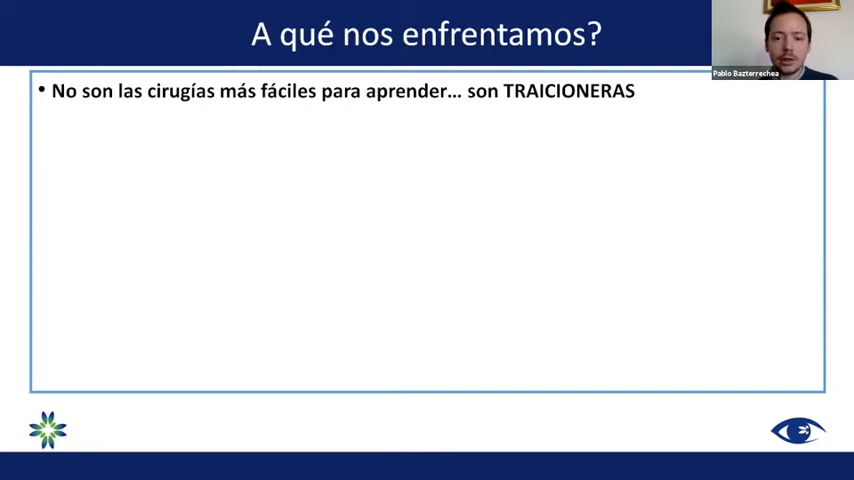 A qué nos enfrentamos?
Pablo Bazterrechea
• No son las cirugías más fáciles para aprender... son TRAICIONERAS